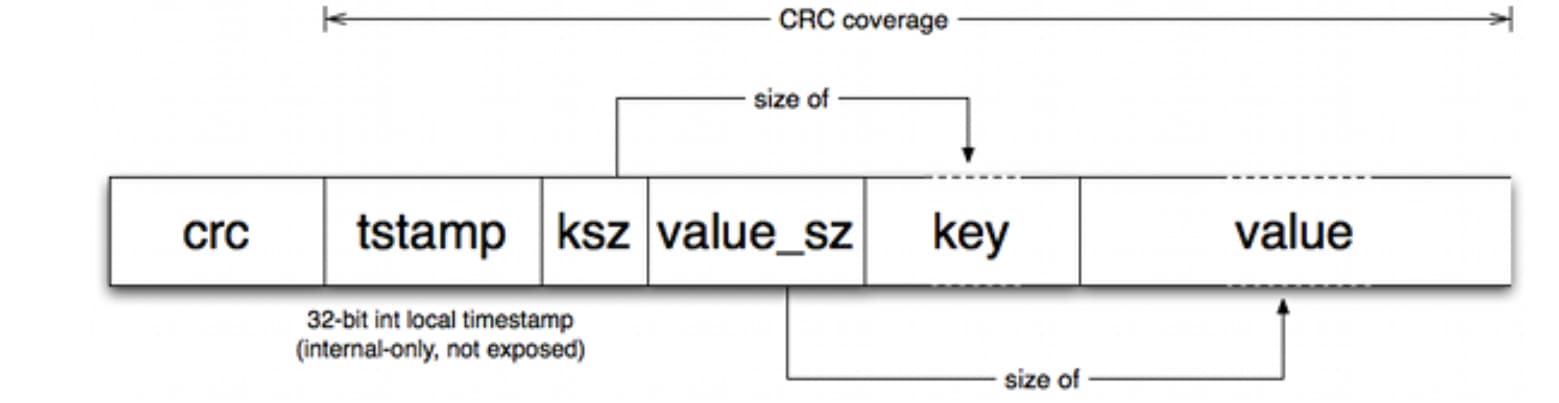 CRC coverage
size of
crc tstamp ksz value_sz key value
32-bit int local timestamp
(internal-only, not exposed)
size of